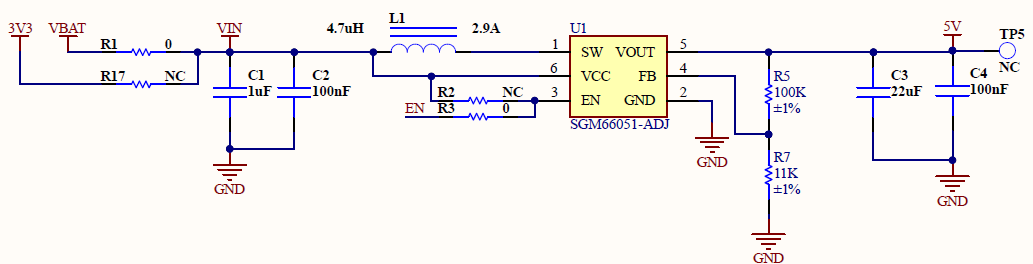 3V3 VBAT VIN 4.7uH L1 2.9A U1 5V TP5
R1 0 1 SW VOUT 5
R17 NC 6 VCC FB 4 R5 NC
C1 C2 100K C3 C4
1uF 100nF R2 NC 3 EN GND 2 ±1% 22uF 100nF
EN R3 0
SGM66051-ADJ
GND R7
11K
GND ±1% GND
GND